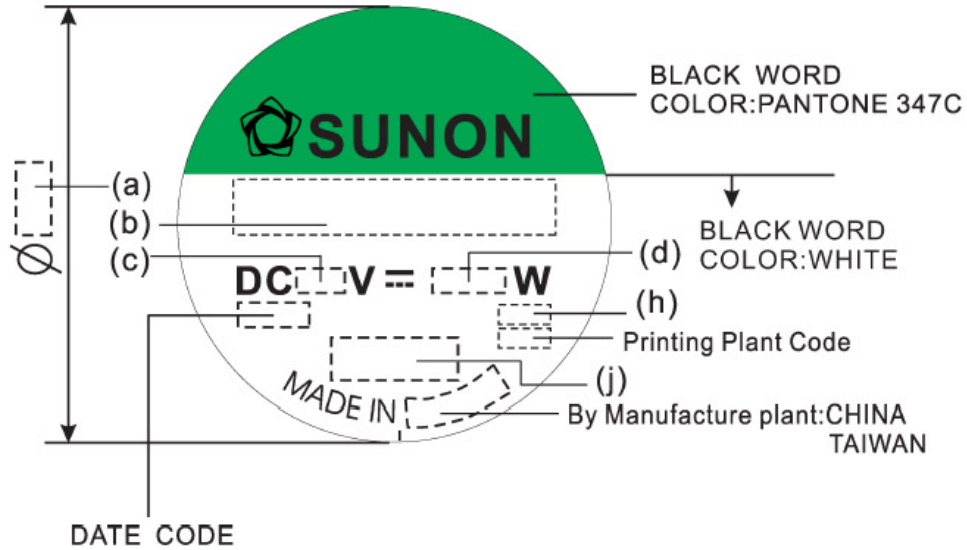 BLACK WORD
COLOR:PANTONE 347C
SUNON
(a)
(b)
BLACK WORD
COLOR:WHITE
(c)
(d)
DC V W
(h)
Printing Plant Code
(j)
MADE IN
By Manufacture plant:CHINA
TAIWAN
Ø
DATE CODE